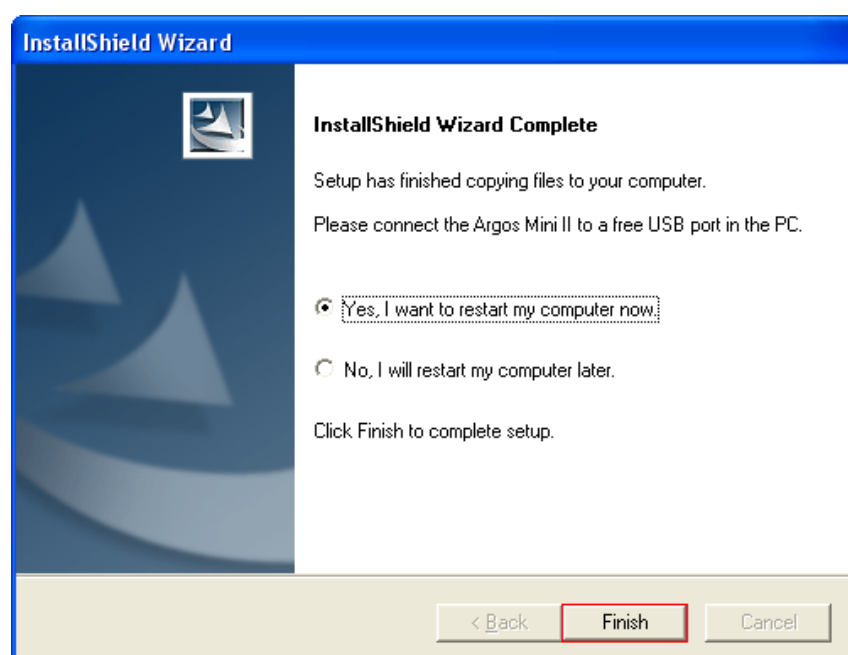 InstallShield Wizard
InstallShield Wizard Complete
Setup has finished copying files to your computer.
Please connect the Argos Mini II to a free USB port in the PC.
Yes, I want to restart my computer now.
No, I will restart my computer later.
Click Finish to complete setup.
< Back
Finish
Cancel